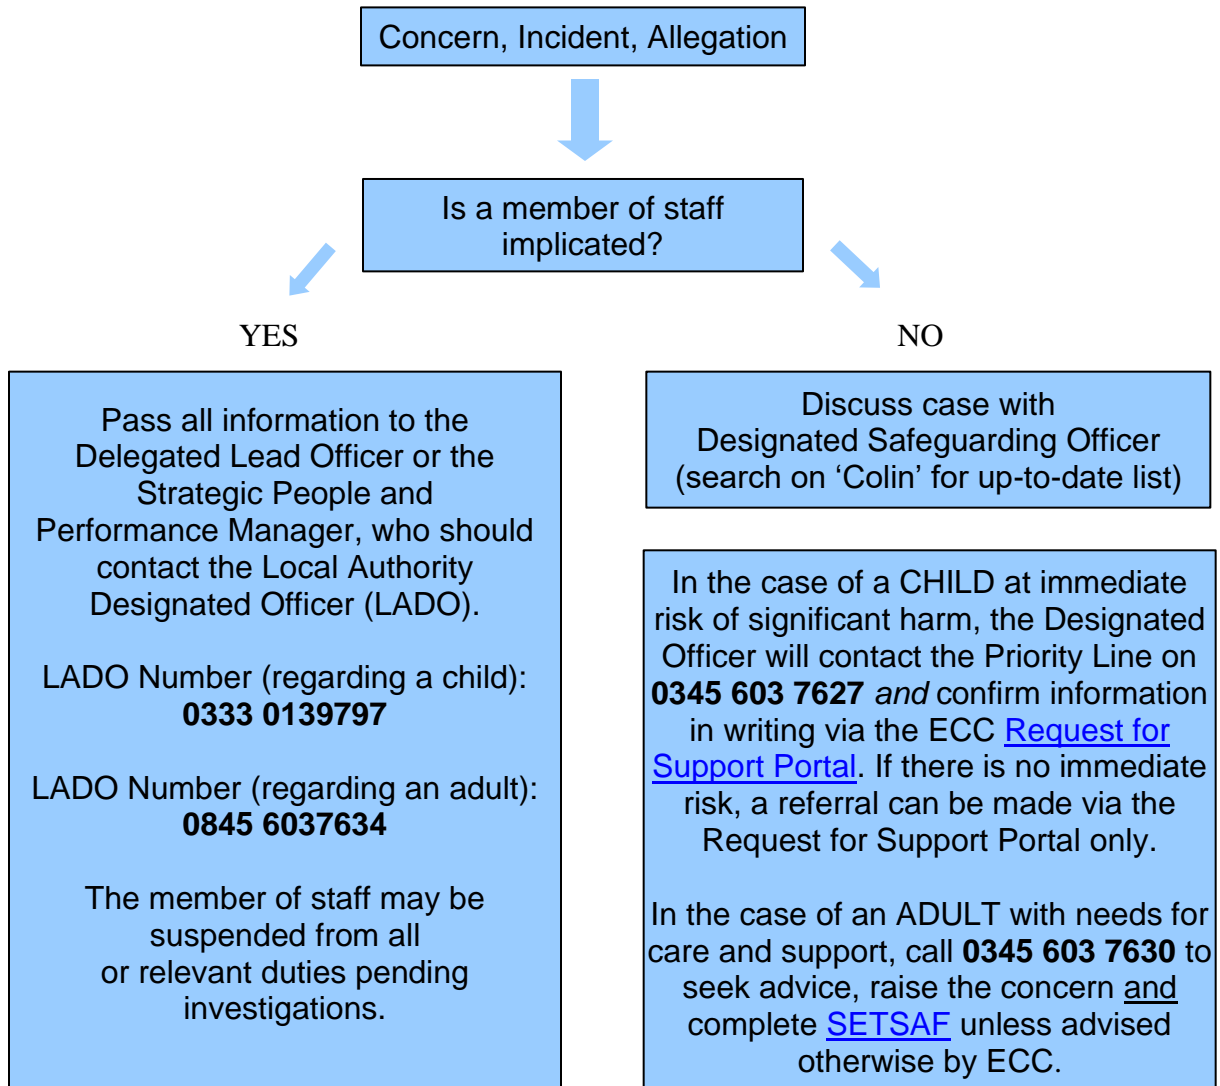 Concern, Incident, Allegation
Is a member of staff
implicated?
YES
Pass all information to the
Delegated Lead Officer or the
Strategic People and
Performance Manager, who should
contact the Local Authority
Designated Officer (LADO).
LADO Number (regarding a child):
0333 0139797
LADO Number (regarding an adult):
0845 6037634
The member of staff may be
suspended from all
or relevant duties pending
investigations.
NO
Discuss case with
Designated Safeguarding Officer
(search on ‘Colin’ for up-to-date list)
In the case of a CHILD at immediate
risk of significant harm, the Designated
Officer will contact the Priority Line on
0345 603 7627 and confirm information
in writing via the ECC Request for
Support Portal. If there is no immediate
risk, a referral can be made via the
Request for Support Portal only.
In the case of an ADULT with needs for
care and support, call 0345 603 7630 to
seek advice, raise the concern and
complete SETSAF unless advised
otherwise by ECC.